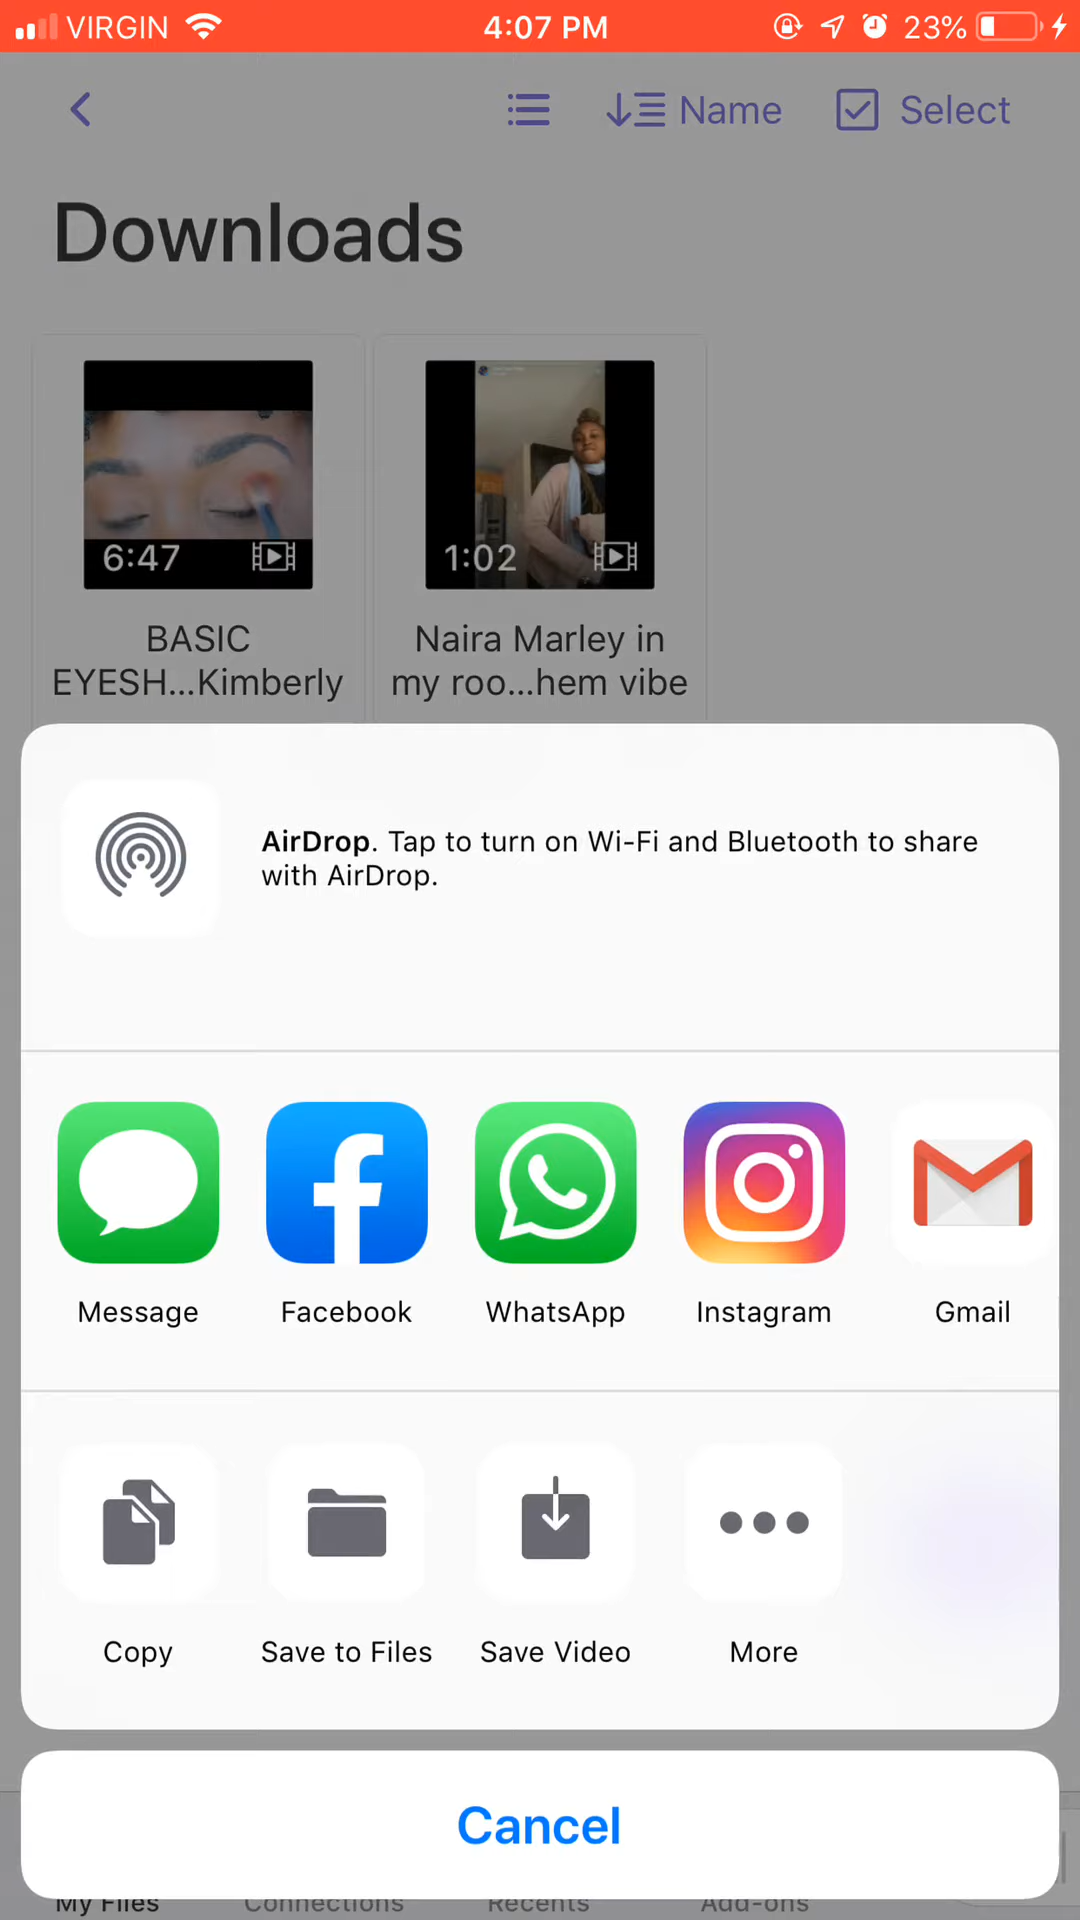 VIRGIN 4:07 PM 23%
Name Select
Downloads
6:47
1:02
BASIC
EYESH...Kimberly
Naira Marley in
my roo...hem vibe
AirDrop. Tap to turn on Wi-Fi and Bluetooth to share
with AirDrop.
Message Facebook WhatsApp Instagram Gmail
Copy Save to Files Save Video More
Cancel
My Files Connections Recents Add-ons